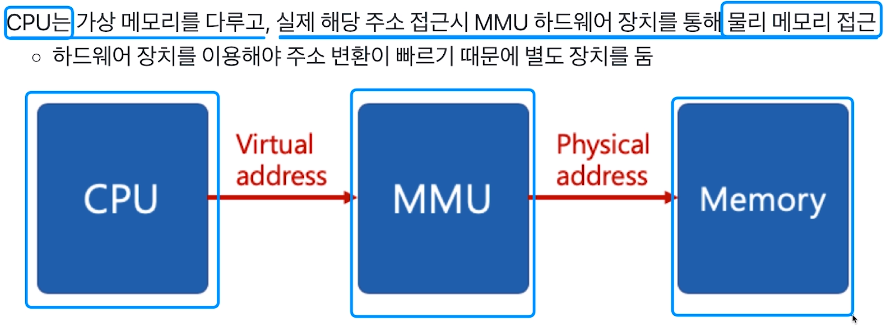 CPU는 가상 메모리를 다루고, 실제 해당 주소 접근시 MMU 하드웨어 장치를 통해 물리 메모리 접근
하드웨어 장치를 이용해야 주소 변환이 빠르기 때문에 별도 장치를 둠
CPU
Virtual
address
MMU
Physical
address
Memory